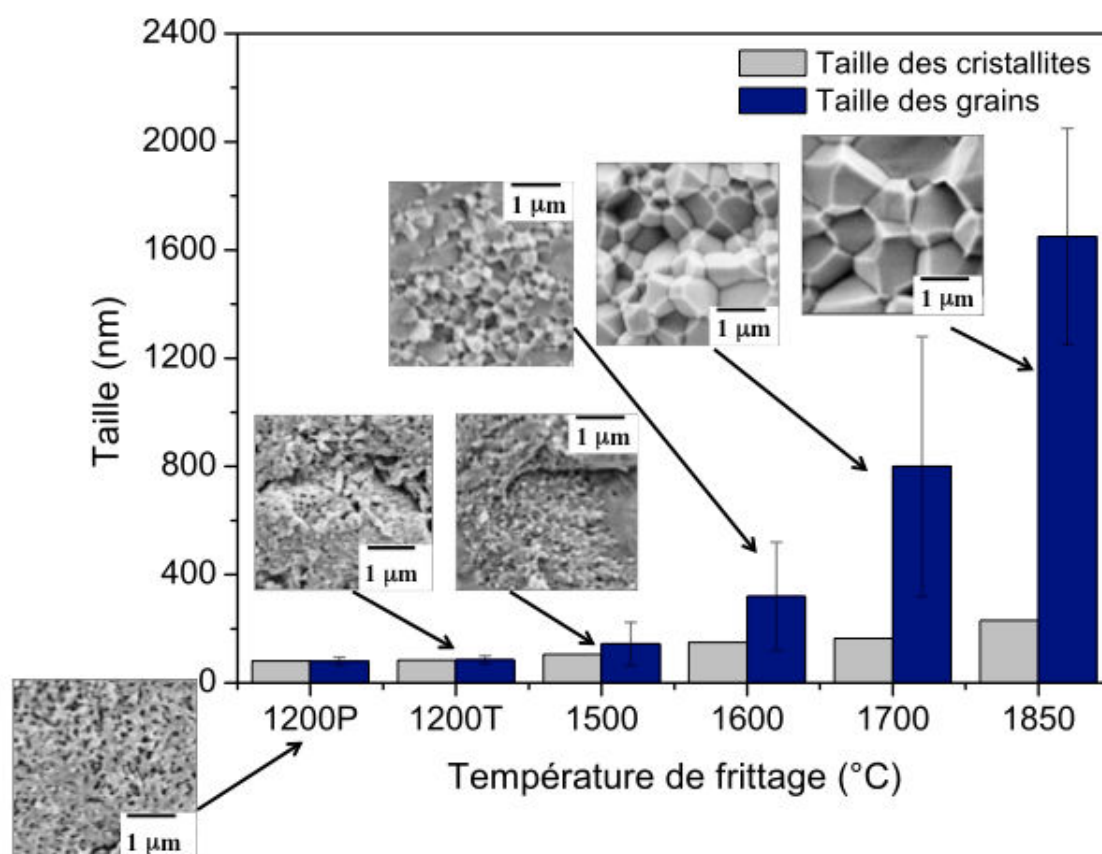 2400
2000
1600
1200
800
400
0
Taille (nm)
Taille des cristallites
Taille des grains
1 µm
1 µm
1 µm
1 µm
1 µm
1 µm
1200P
1200T
1500
1600
1700
1850
Température de frittage (°C)